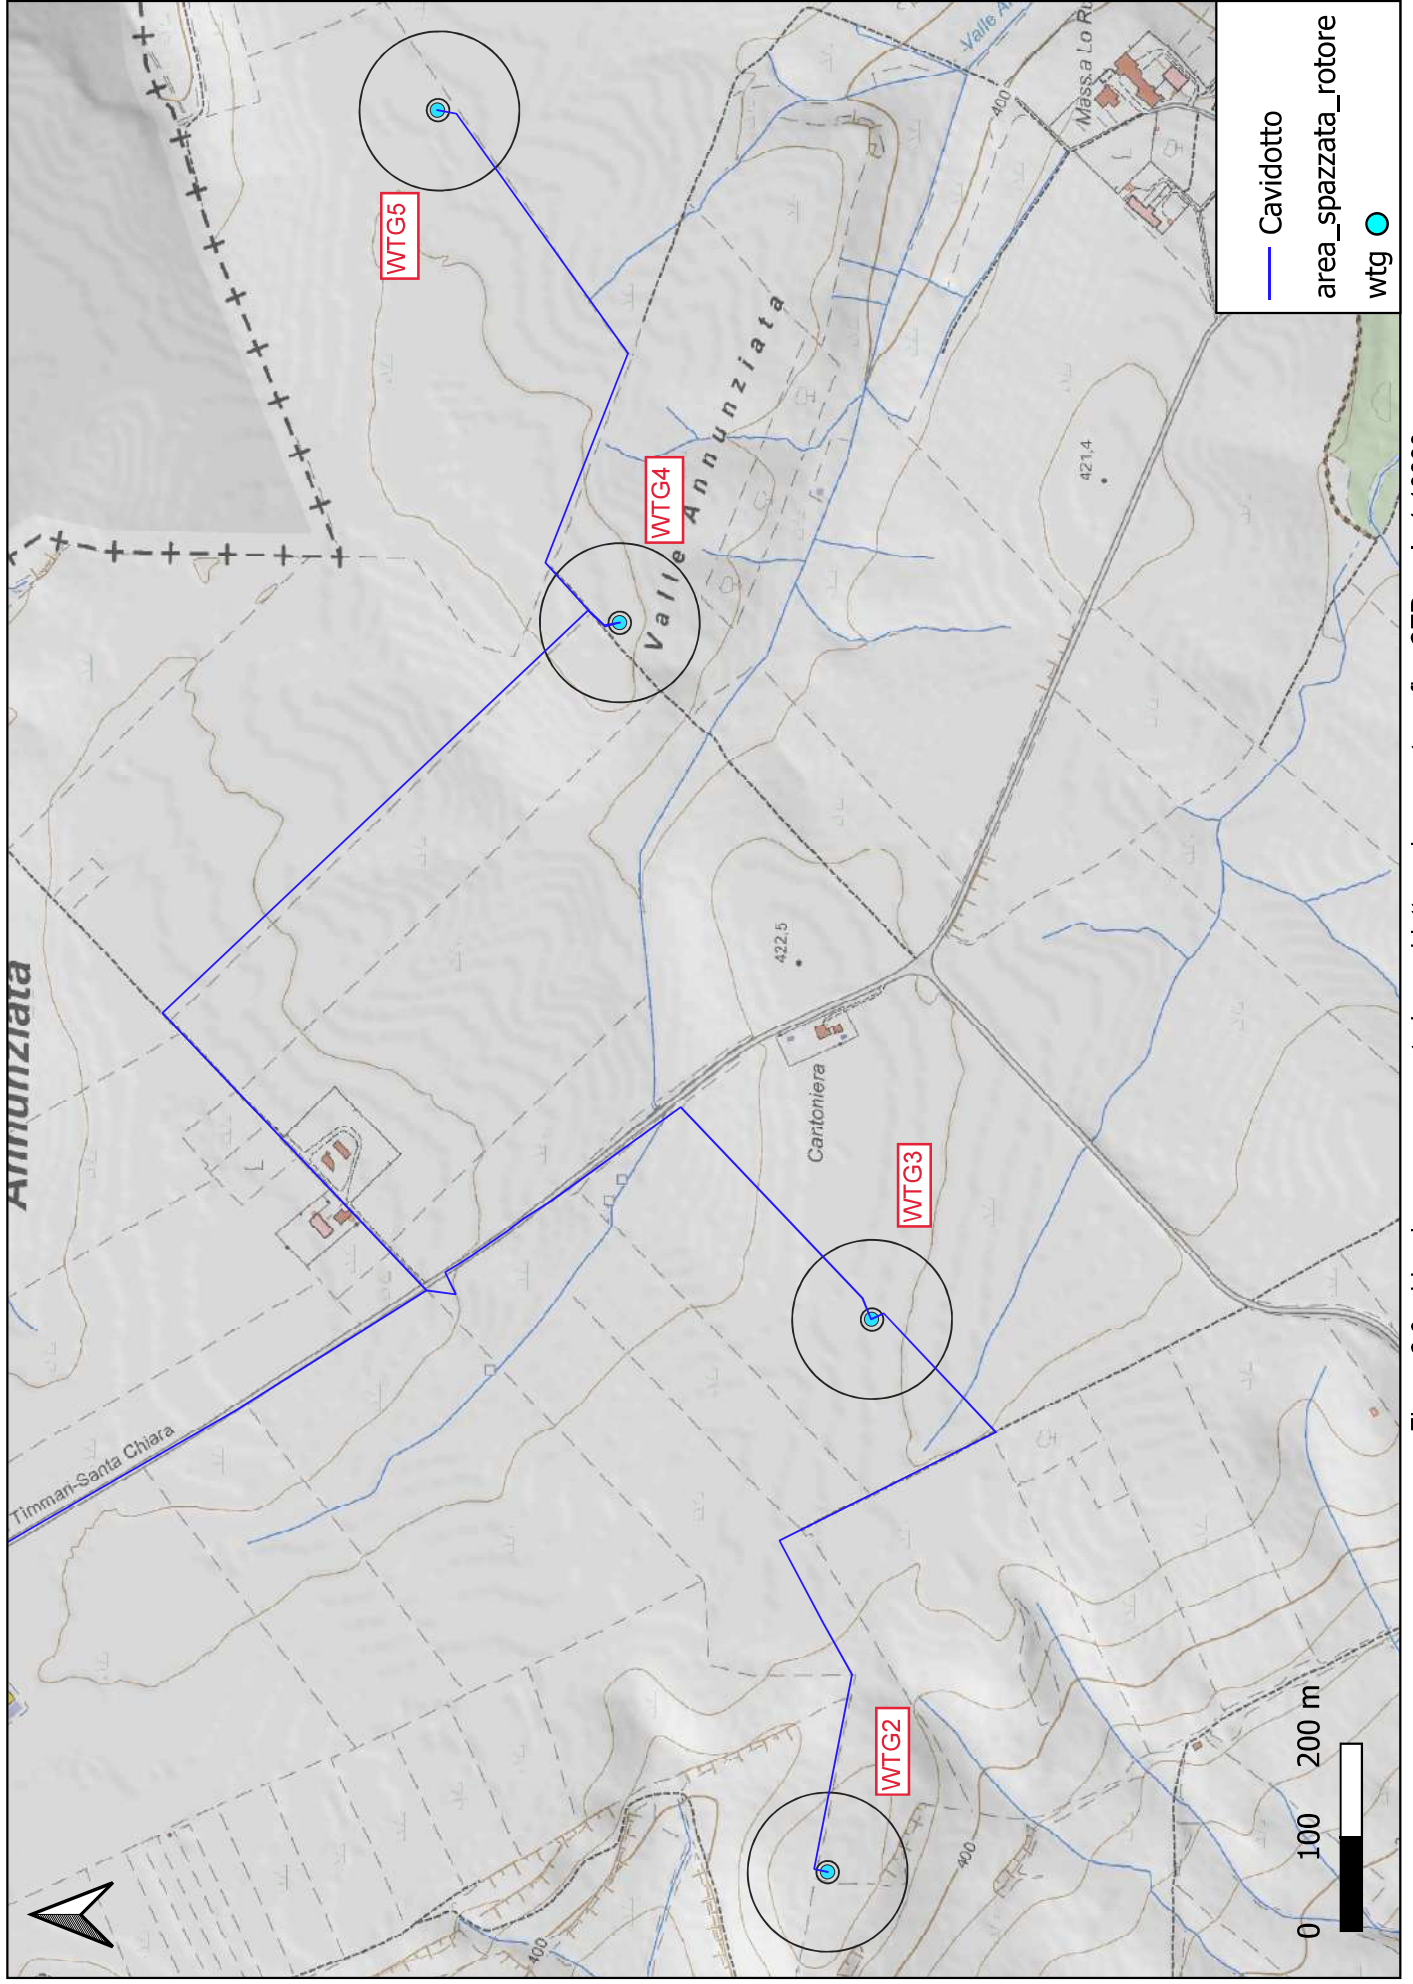 Annunziata
Timmari-Santa Chiara
WTG5
WTG4
Valle Annunziata
WTG3
WTG2
Cantoniera
422,5
421,4
400
400
400
Mass.a Lo Ru
Valle A
0 100 200 m
Cavidotto
area_spazzata_rotore
wtg